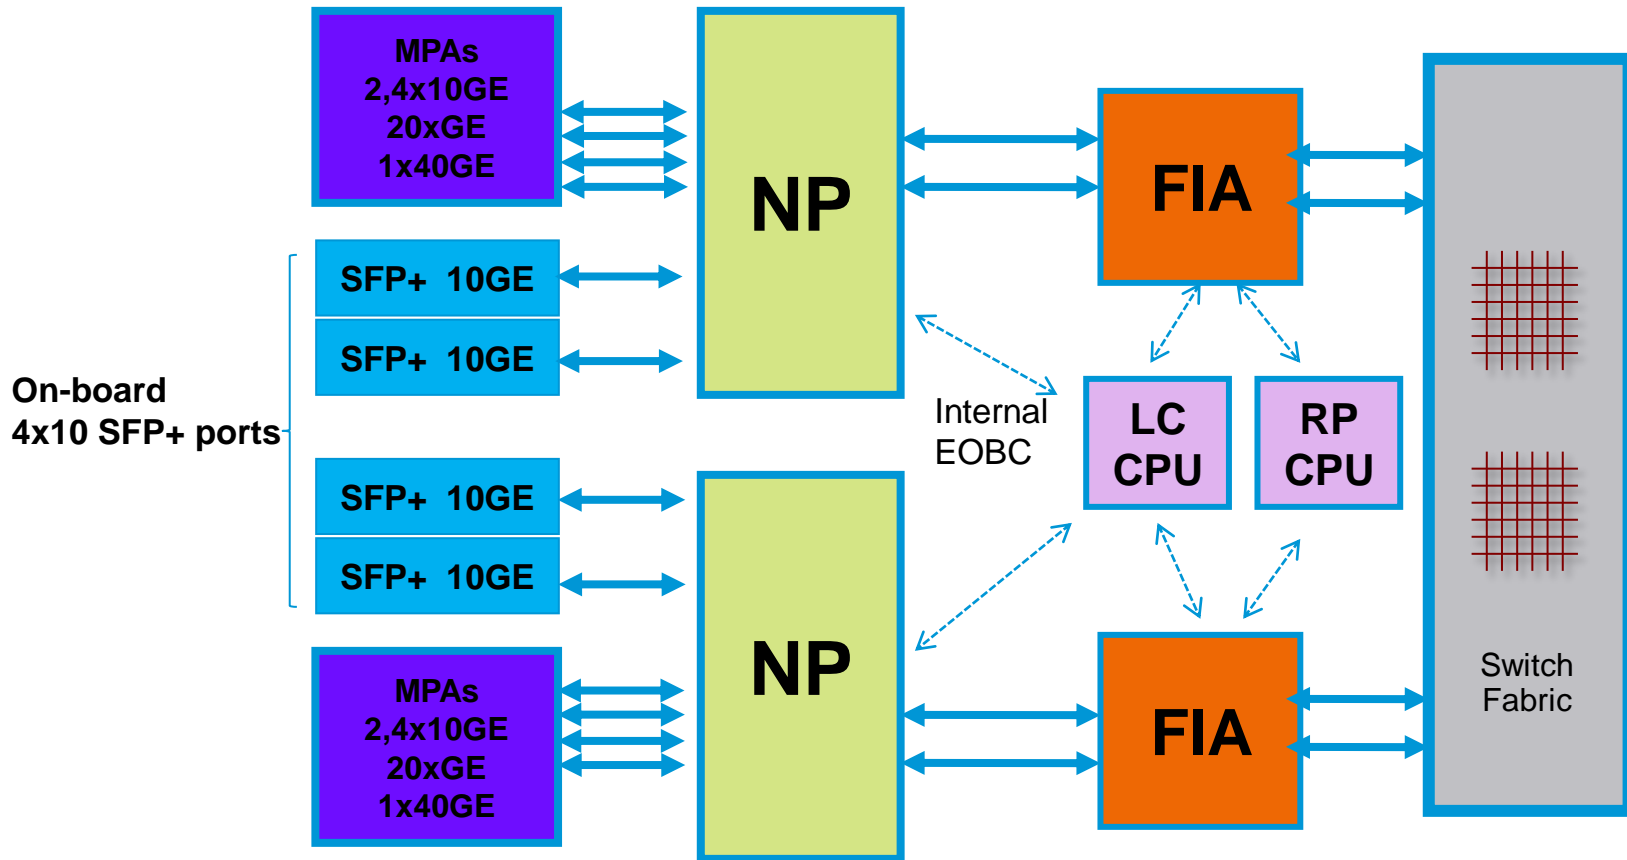 MPAs
2,4x10GE
20xGE
1x40GE
SFP+ 10GE
SFP+ 10GE
On-board
4x10 SFP+ ports
SFP+ 10GE
SFP+ 10GE
MPAs
2,4x10GE
20xGE
1x40GE
NP
NP
Internal
EOBC
FIA
LC
CPU
RP
CPU
FIA
Switch
Fabric